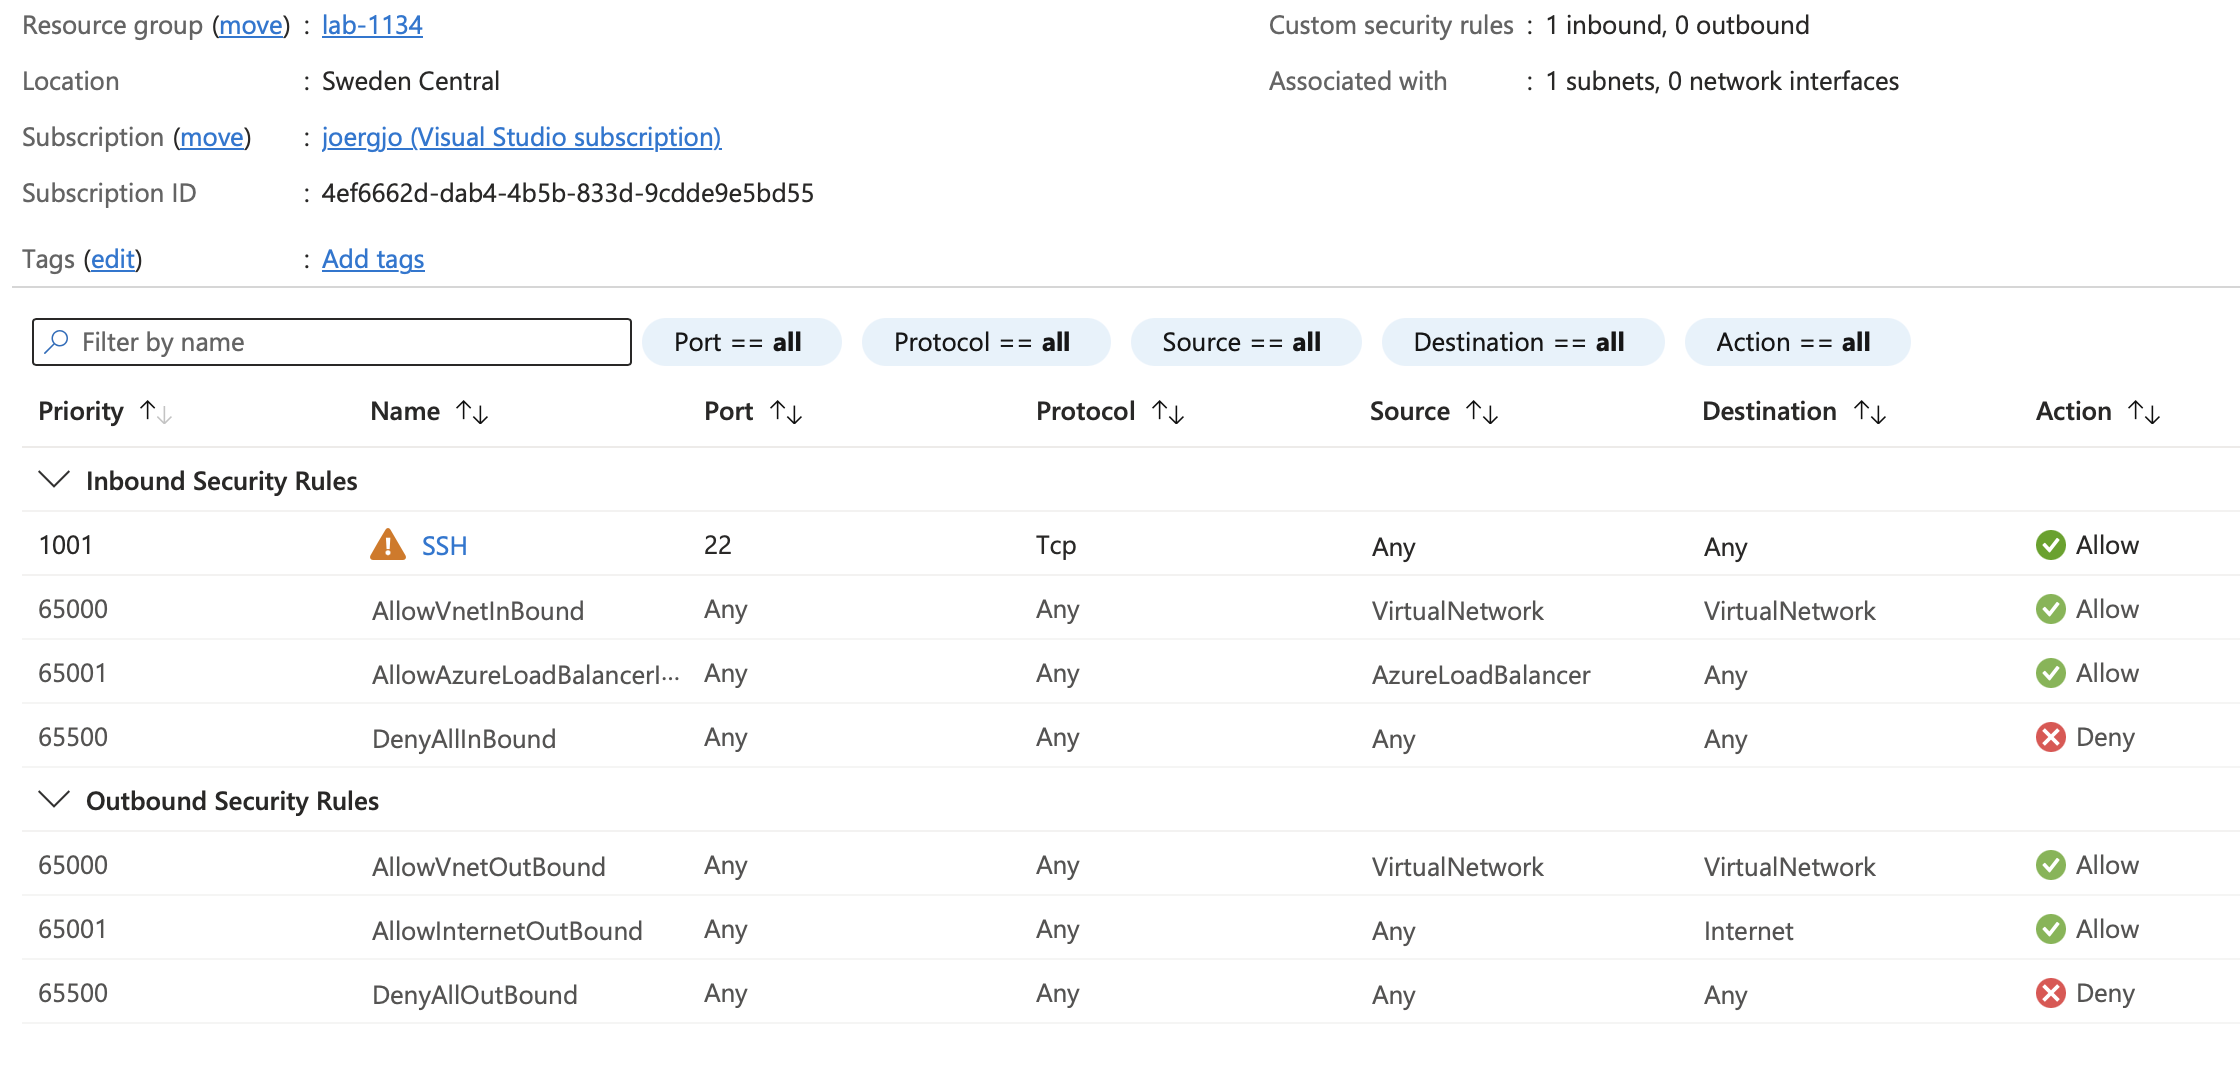 Resource group (move) : lab-1134
Custom security rules : 1 inbound, 0 outbound
Location : Sweden Central
Associated with : 1 subnets, 0 network interfaces
Subscription (move) : joergjo (Visual Studio subscription)
Subscription ID : 4ef6662d-dab4-4b5b-833d-9cdde9e5bd55
Tags (edit) : Add tags
Filter by name Port == all Protocol == all Source == all Destination == all Action == all
Priority ↑↓ Name ↑↓ Port ↑↓ Protocol ↑↓ Source ↑↓ Destination ↑↓ Action ↑↓
Inbound Security Rules
1001 SSH 22 Tcp Any Any Allow
65000 AllowVnetInBound Any Any VirtualNetwork VirtualNetwork Allow
65001 AllowAzureLoadBalancerI... Any Any AzureLoadBalancer Any Allow
65500 DenyAllInBound Any Any Any Any Deny
Outbound Security Rules
65000 AllowVnetOutBound Any Any VirtualNetwork VirtualNetwork Allow
65001 AllowInternetOutBound Any Any Any Internet Allow
65500 DenyAllOutBound Any Any Any Any Deny